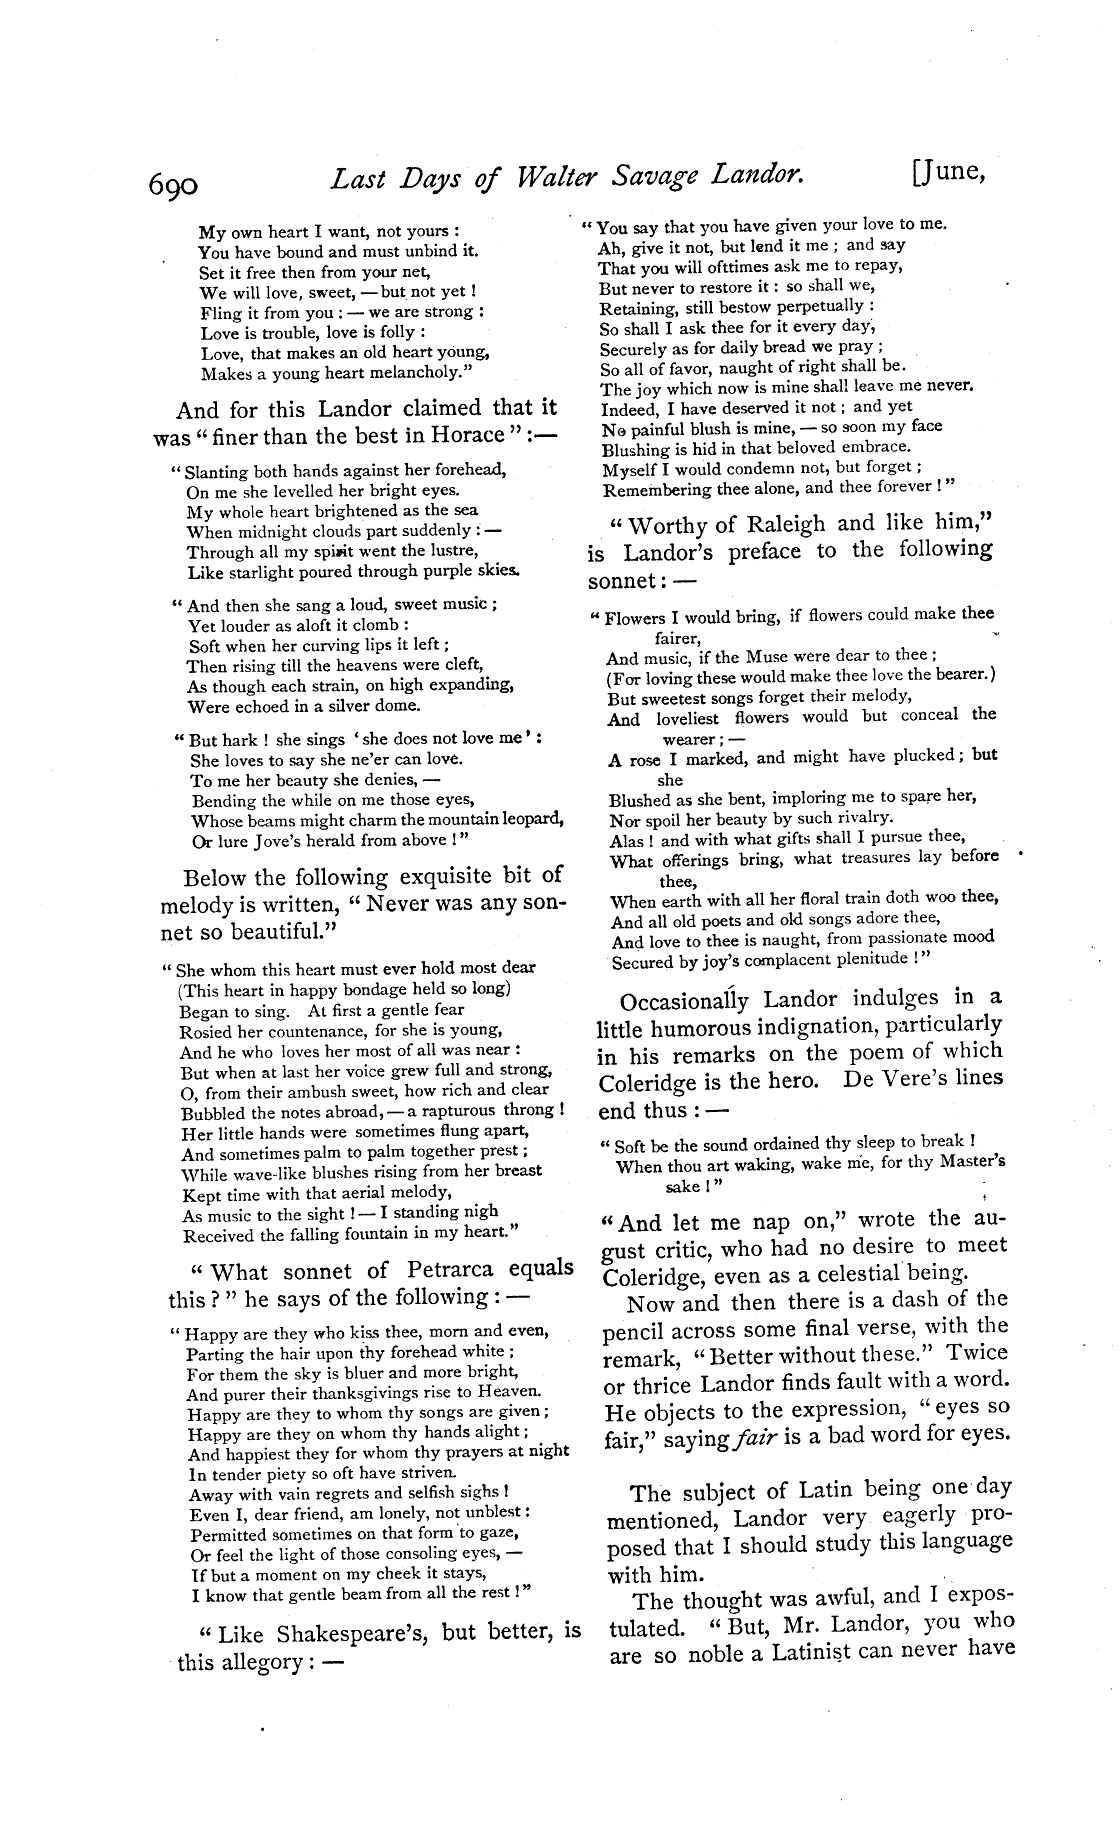 690
Last Days of Walter Savage Landor.
[June,
My own heart I want, not yours :
You have bound and must unbind it.
Set it free then from your net,
We will love, sweet, — but not yet !
Fling it from you : — we are strong :
Love is trouble, love is folly :
Love, that makes an old heart young,
Makes a young heart melancholy.”
And for this Landor claimed that it
was “ finer than the best in Horace ” :—
“ Slanting both hands against her forehead,
On me she levelled her bright eyes.
My whole heart brightened as the sea
When midnight clouds part suddenly : —
Through all my spirit went the lustre,
Like starlight poured through purple skies.
“ And then she sang a loud, sweet music ;
Yet louder as aloft it clomb :
Soft when her curving lips it left ;
Then rising till the heavens were cleft,
As though each strain, on high expanding,
Were echoed in a silver dome.
“ But hark ! she sings ‘ she does not love me’ :
She loves to say she ne’er can love.
To me her beauty she denies, —
Bending the while on me those eyes,
Whose beams might charm the mountain leopard,
Or lure Jove’s herald from above !”
Below the following exquisite bit of
melody is written, “ Never was any son-
net so beautiful.”
“ She whom this heart must ever hold most dear
(This heart in happy bondage held so long)
Began to sing. At first a gentle fear
Rosied her countenance, for she is young,
And he who loves her most of all was near :
But when at last her voice grew full and strong,
O, from their ambush sweet, how rich and clear
Bubbled the notes abroad, — a rapturous throng !
Her little hands were sometimes flung apart,
And sometimes palm to palm together prest ;
While wave-like blushes rising from her breast
Kept time with that aerial melody,
As music to the sight ! — I standing nigh
Received the falling fountain in my heart.”
“ What sonnet of Petrarca equals
this ? ” he says of the following : —
“ Happy are they who kiss thee, morn and even,
Parting the hair upon thy forehead white ;
For them the sky is bluer and more bright,
And purer their thanksgivings rise to Heaven.
Happy are they to whom thy songs are given ;
Happy are they on whom thy hands alight ;
And happiest they for whom thy prayers at night
In tender piety so oft have striven.
Away with vain regrets and selfish sighs !
Even I, dear friend, am lonely, not unblest :
Permitted sometimes on that form to gaze,
Or feel the light of those consoling eyes, —
If but a moment on my cheek it stays,
I know that gentle beam from all the rest !”
“ Like Shakespeare’s, but better, is
this allegory : —
“ You say that you have given your love to me.
Ah, give it not, but lend it me ; and say
That you will ofttimes ask me to repay,
But never to restore it : so shall we,
Retaining, still bestow perpetually :
So shall I ask thee for it every day,
Securely as for daily bread we pray ;
So all of favor, naught of right shall be.
The joy which now is mine shall leave me never.
Indeed, I have deserved it not ; and yet
No painful blush is mine, — so soon my face
Blushing is hid in that beloved embrace.
Myself I would condemn not, but forget ;
Remembering thee alone, and thee forever !”
“ Worthy of Raleigh and like him,”
is Landor’s preface to the following
sonnet : —
“ Flowers I would bring, if flowers could make thee
fairer,
And music, if the Muse were dear to thee ;
(For loving these would make thee love the bearer.)
But sweetest songs forget their melody,
And loveliest flowers would but conceal the
wearer ; —
A rose I marked, and might have plucked ; but
she
Blushed as she bent, imploring me to spare her,
Nor spoil her beauty by such rivalry.
Alas ! and with what gifts shall I pursue thee,
What offerings bring, what treasures lay before
thee,
When earth with all her floral train doth woo thee,
And all old poets and old songs adore thee,
And love to thee is naught, from passionate mood
Secured by joy’s complacent plenitude !”
Occasionally Landor indulges in a
little humorous indignation, particularly
in his remarks on the poem of which
Coleridge is the hero. De Vere’s lines
end thus : —
“ Soft be the sound ordained thy sleep to break !
When thou art waking, wake me, for thy Master’s
sake !”
“ And let me nap on,” wrote the au-
gust critic, who had no desire to meet
Coleridge, even as a celestial being.
Now and then there is a dash of the
pencil across some final verse, with the
remark, “ Better without these.” Twice
or thrice Landor finds fault with a word.
He objects to the expression, “ eyes so
fair,” saying fair is a bad word for eyes.
The subject of Latin being one day
mentioned, Landor very eagerly pro-
posed that I should study this language
with him.
The thought was awful, and I expos-
tulated. “ But, Mr. Landor, you who
are so noble a Latinist can never have